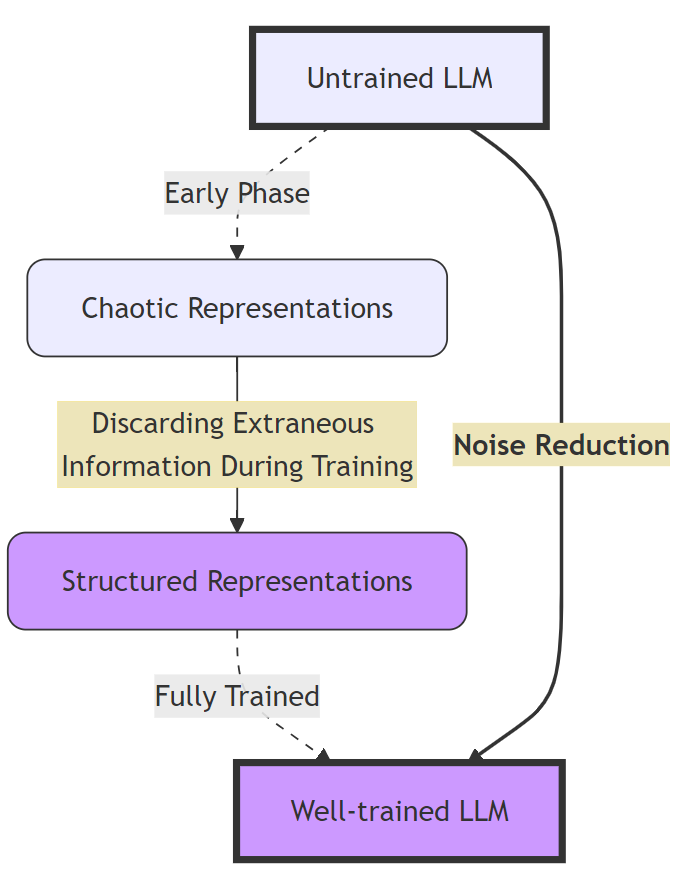 Untrained LLM
Early Phase
Chaotic Representations
Discarding Extraneous
Information During Training
Noise Reduction
Structured Representations
Fully Trained
Well-trained LLM